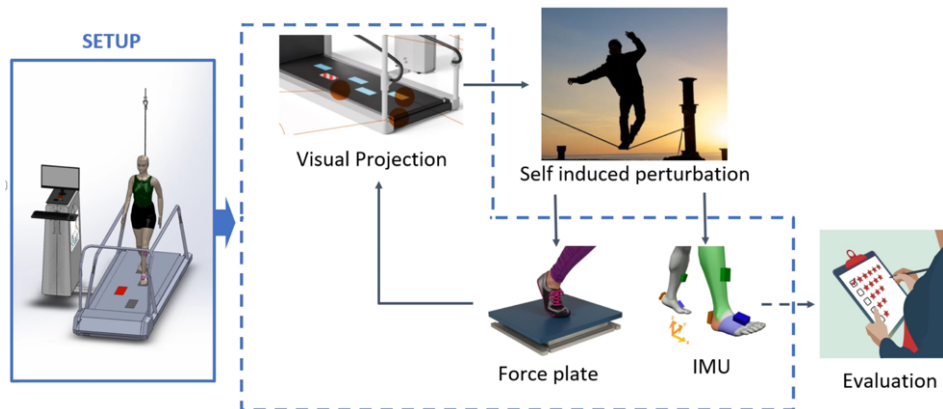 SETUP
Visual Projection
Self induced perturbation
Force plate
IMU
Evaluation